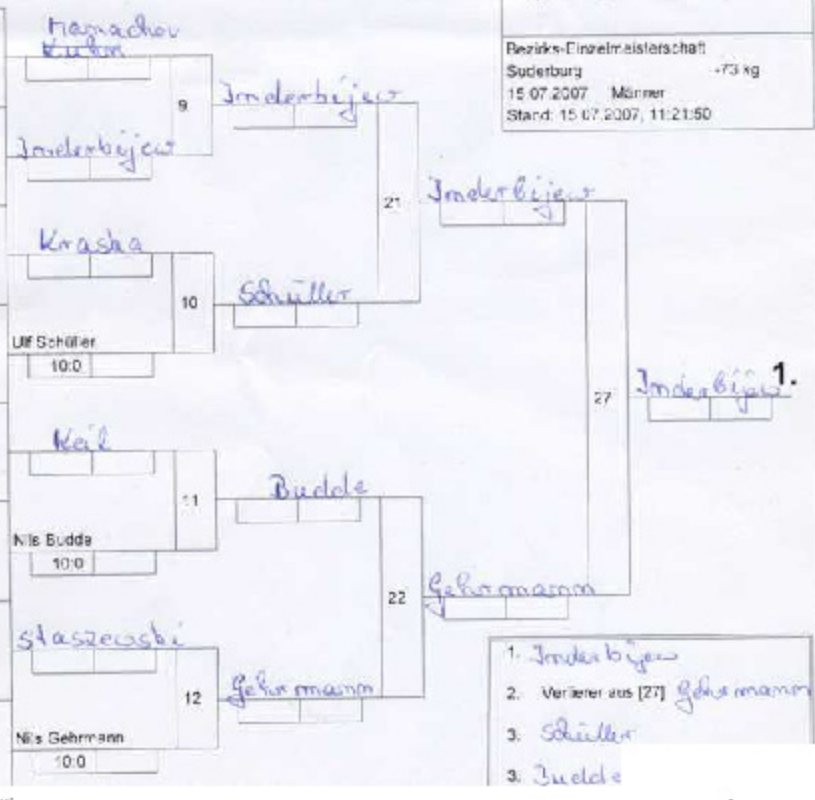 Bezirks-Einzelmeisterschaft
Suderburg -73 kg
15.07.2007 Männer
Stand: 15.07.2007, 11:21:50
Mamachov
Kuhn
9
Inderbijew
Inderbijew
21
Inderbijew
Kraska
10
Schüller
Ulf Schüller
10:0
27
Inderbijew 1.
Keil
11
Budde
Nils Budde
10:0
22
Gehrmann
Staszewski
12
Gehrmann
Nils Gehrmann
10:0
1. Inderbijew
2. Verlierer aus [27] Gehrmann
3. Schüller
3. Budde